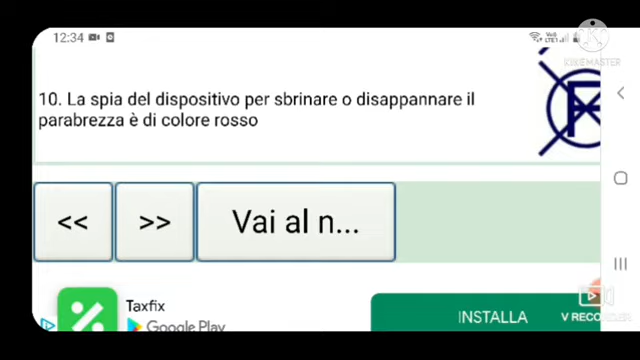 12:34
KINEMASTER
10. La spia del dispositivo per sbrinare o disappannare il
parabrezza è di colore rosso
<<
>>
Vai al n...
Taxfix
Google Play
INSTALLA
V RECORDER